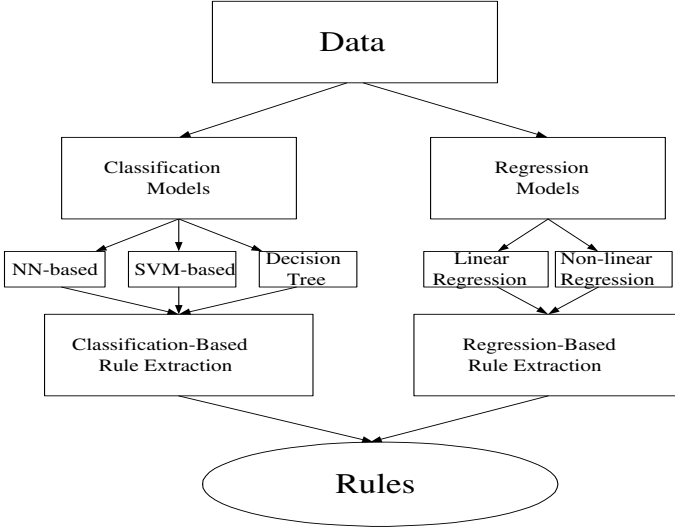 Data
Classification
Models
Regression
Models
NN-based
SVM-based
Decision
Tree
Linear
Regression
Non-linear
Regression
Classification-Based
Rule Extraction
Regression-Based
Rule Extraction
Rules